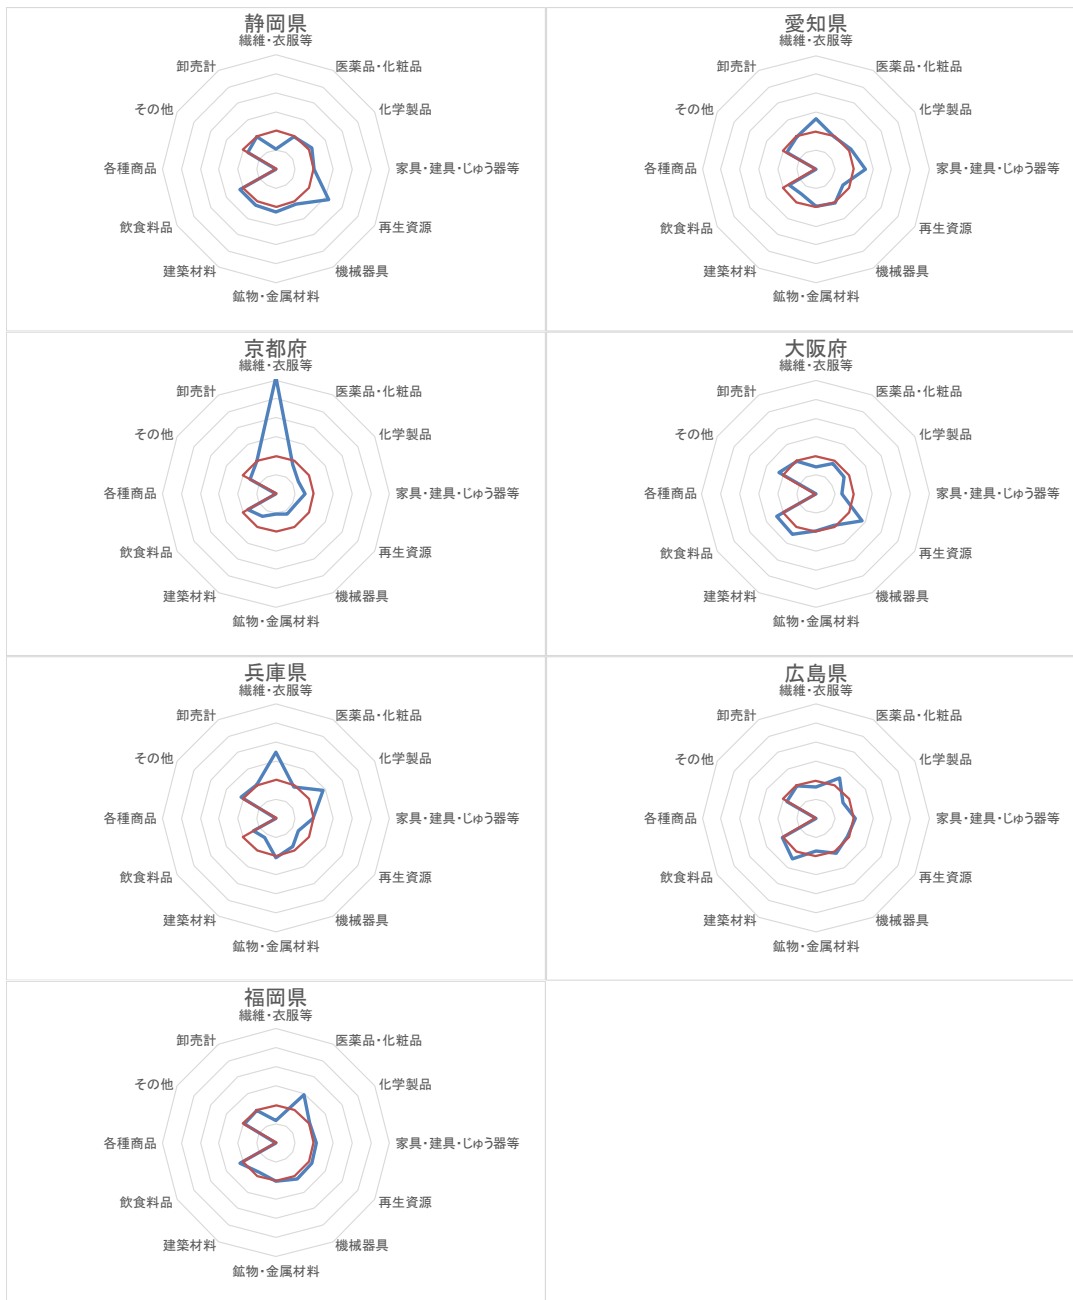 静岡県
繊維・衣服等
卸売計
医薬品・化粧品
その他
化学製品
各種商品
家具・建具・じゅう器等
飲食料品
再生資源
建築材料
機械器具
鉱物・金属材料
愛知県
繊維・衣服等
卸売計
医薬品・化粧品
その他
化学製品
各種商品
家具・建具・じゅう器等
飲食料品
再生資源
建築材料
機械器具
鉱物・金属材料
京都府
繊維・衣服等
卸売計
医薬品・化粧品
その他
化学製品
各種商品
家具・建具・じゅう器等
飲食料品
再生資源
建築材料
機械器具
鉱物・金属材料
大阪府
繊維・衣服等
卸売計
医薬品・化粧品
その他
化学製品
各種商品
家具・建具・じゅう器等
飲食料品
再生資源
建築材料
機械器具
鉱物・金属材料
兵庫県
繊維・衣服等
卸売計
医薬品・化粧品
その他
化学製品
各種商品
家具・建具・じゅう器等
飲食料品
再生資源
建築材料
機械器具
鉱物・金属材料
広島県
繊維・衣服等
卸売計
医薬品・化粧品
その他
化学製品
各種商品
家具・建具・じゅう器等
飲食料品
再生資源
建築材料
機械器具
鉱物・金属材料
福岡県
繊維・衣服等
卸売計
医薬品・化粧品
その他
化学製品
各種商品
家具・建具・じゅう器等
飲食料品
再生資源
建築材料
機械器具
鉱物・金属材料